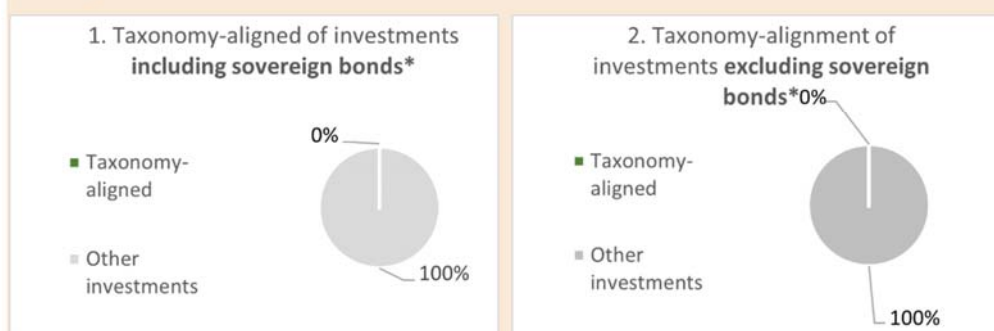 1. Taxonomy-aligned of investments
including sovereign bonds*
0%
Taxonomy-
aligned
Other
investments
100%
2. Taxonomy-alignment of
investments excluding sovereign
bonds*0%
Taxonomy-
aligned
Other
investments
100%